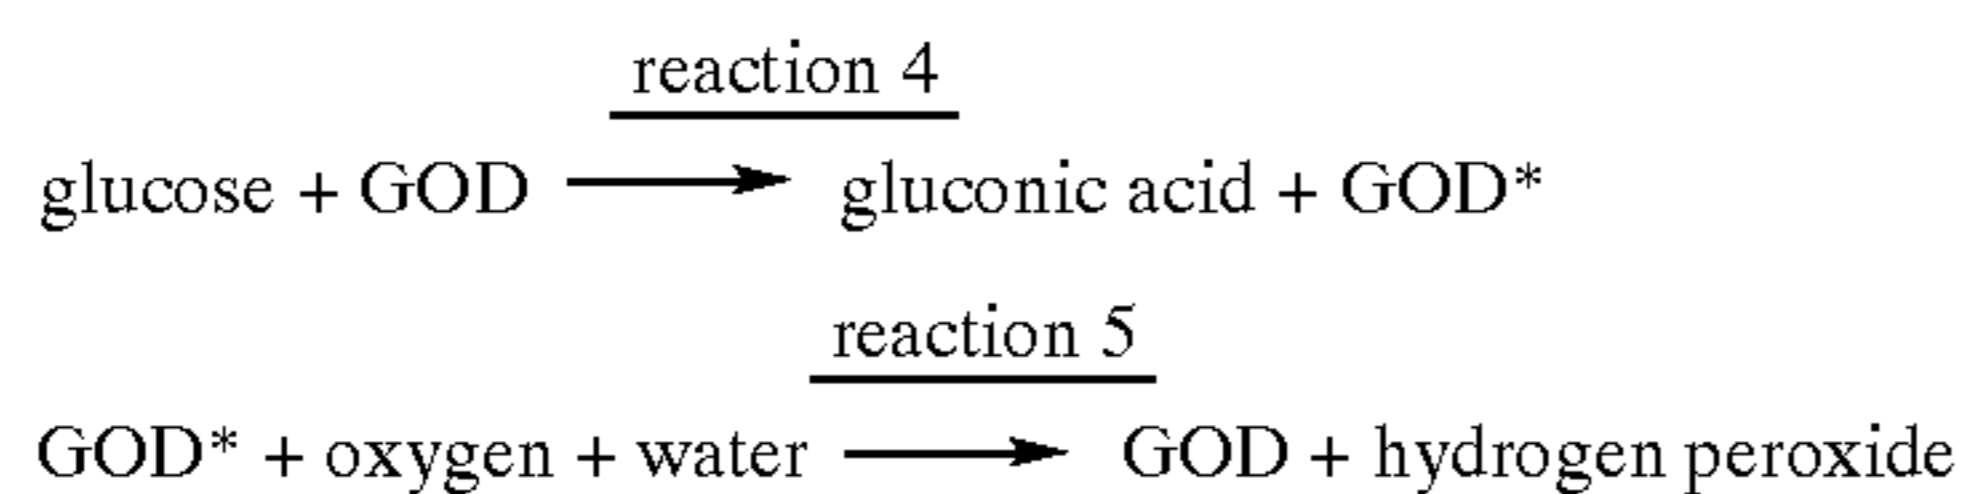 reaction 4
glucose + GOD ⟶ gluconic acid + GOD*
reaction 5
GOD* + oxygen + water ⟶ GOD + hydrogen peroxide